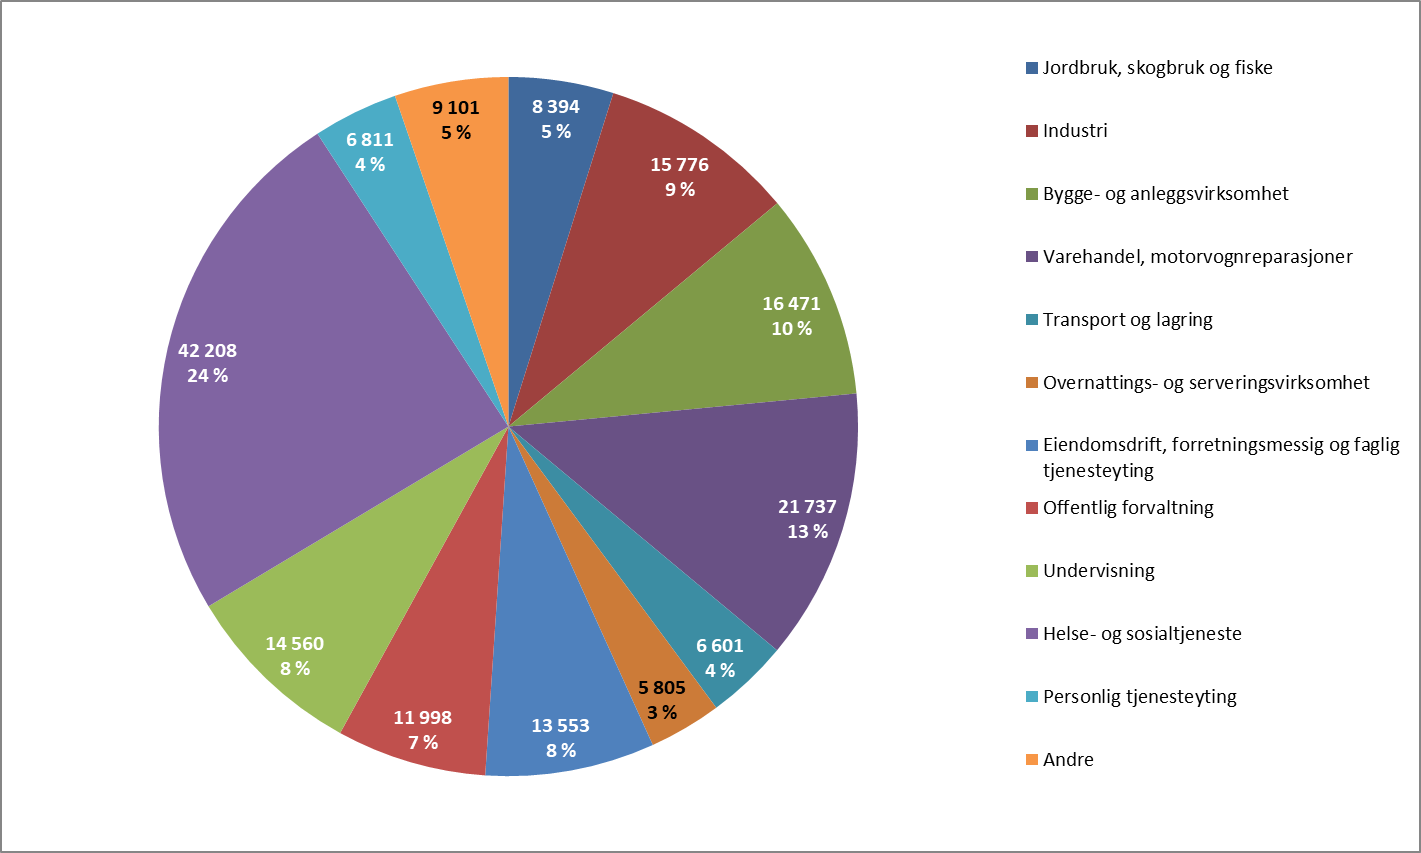 8 394
5 %
15 776
9 %
16 471
10 %
21 737
13 %
6 601
4 %
5 805
3 %
13 553
8 %
11 998
7 %
14 560
8 %
42 208
24 %
6 811
4 %
9 101
5 %
Jordbruk, skogbruk og fiske
Industri
Bygge- og anleggsvirksomhet
Varehandel, motorvognreparasjoner
Transport og lagring
Overnattings- og serveringsvirksomhet
Eiendomsdrift, forretningsmessig og faglig
tjenesteyting
Offentlig forvaltning
Undervisning
Helse- og sosialtjeneste
Personlig tjenesteyting
Andre